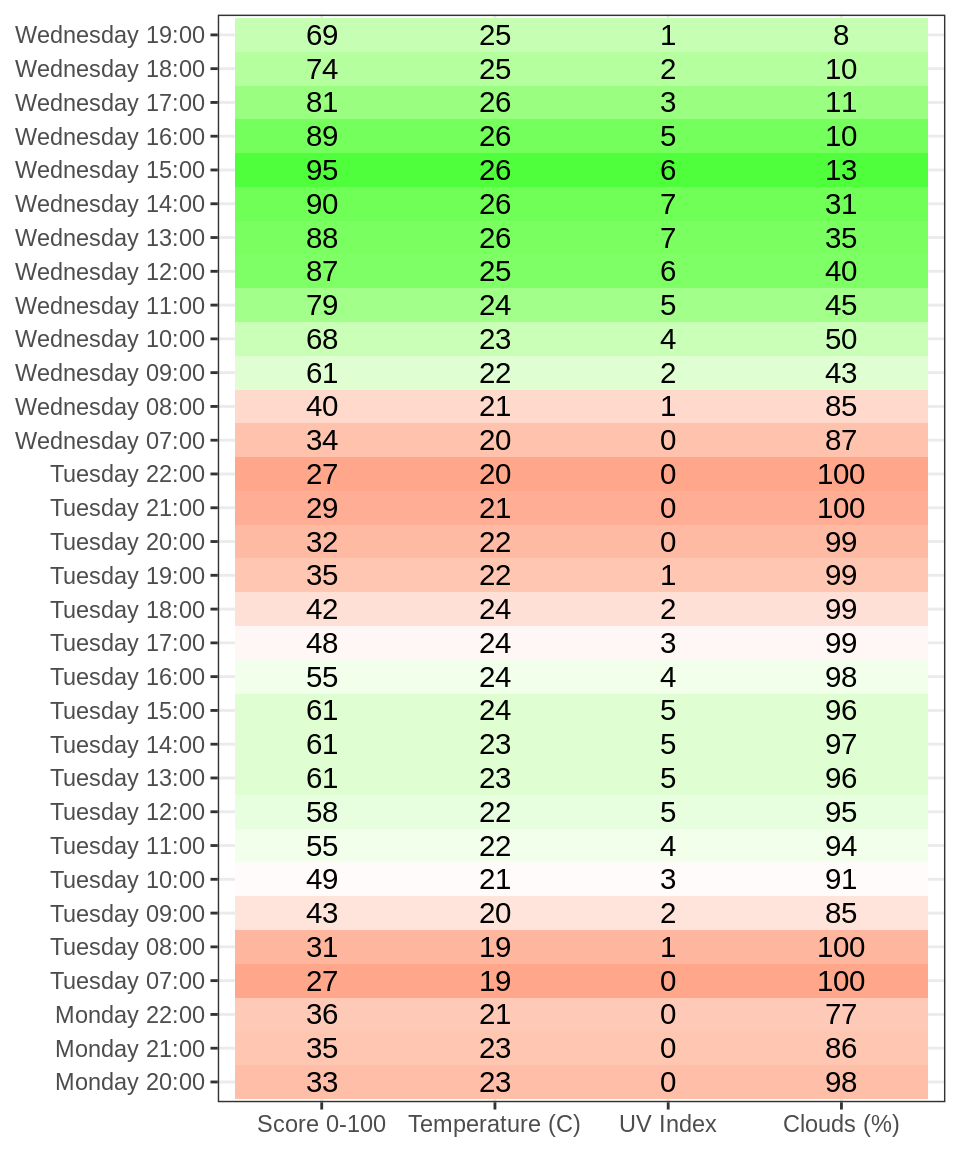 Wednesday 19:00 69 25 1 8
Wednesday 18:00 74 25 2 10
Wednesday 17:00 81 26 3 11
Wednesday 16:00 89 26 5 10
Wednesday 15:00 95 26 6 13
Wednesday 14:00 90 26 7 31
Wednesday 13:00 88 26 7 35
Wednesday 12:00 87 25 6 40
Wednesday 11:00 79 24 5 45
Wednesday 10:00 68 23 4 50
Wednesday 09:00 61 22 2 43
Wednesday 08:00 40 21 1 85
Wednesday 07:00 34 20 0 87
Tuesday 22:00 27 20 0 100
Tuesday 21:00 29 21 0 100
Tuesday 20:00 32 22 0 99
Tuesday 19:00 35 22 1 99
Tuesday 18:00 42 24 2 99
Tuesday 17:00 48 24 3 99
Tuesday 16:00 55 24 4 98
Tuesday 15:00 61 24 5 96
Tuesday 14:00 61 23 5 97
Tuesday 13:00 61 23 5 96
Tuesday 12:00 58 22 5 95
Tuesday 11:00 55 22 4 94
Tuesday 10:00 49 21 3 91
Tuesday 09:00 43 20 2 85
Tuesday 08:00 31 19 1 100
Tuesday 07:00 27 19 0 100
Monday 22:00 36 21 0 77
Monday 21:00 35 23 0 86
Monday 20:00 33 23 0 98
Score 0-100 Temperature (C) UV Index Clouds (%)